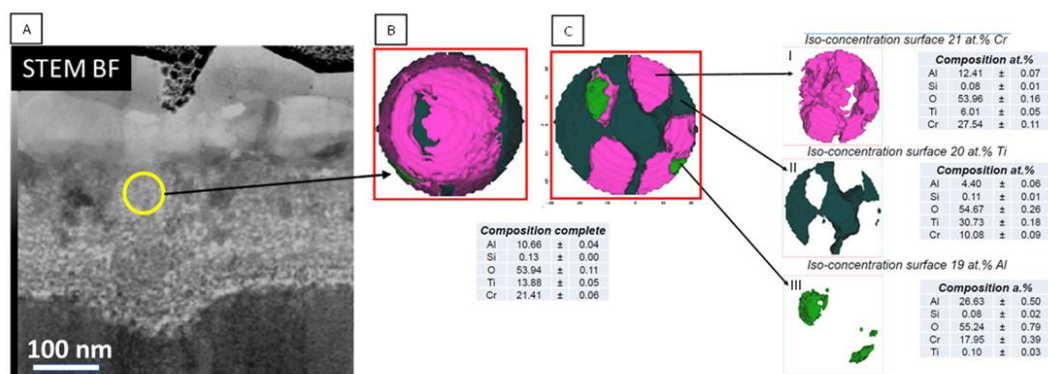 A
STEM BF
100 nm
B
C
Composition complete
Al 10.66 ± 0.04
Si 0.13 ± 0.00
O 53.94 ± 0.11
Ti 13.88 ± 0.05
Cr 21.41 ± 0.06
Iso-concentration surface 21 at.% Cr
I
Composition at.%
Al 12.41 ± 0.07
Si 0.08 ± 0.01
O 53.96 ± 0.16
Ti 6.01 ± 0.05
Cr 27.54 ± 0.11
Iso-concentration surface 20 at.% Ti
II
Composition at.%
Al 4.40 ± 0.06
Si 0.11 ± 0.01
O 54.67 ± 0.26
Ti 30.73 ± 0.18
Cr 10.08 ± 0.09
Iso-concentration surface 19 at.% Al
III
Composition a.%
Al 26.63 ± 0.50
Si 0.08 ± 0.02
O 55.24 ± 0.79
Cr 17.95 ± 0.39
Ti 0.10 ± 0.03